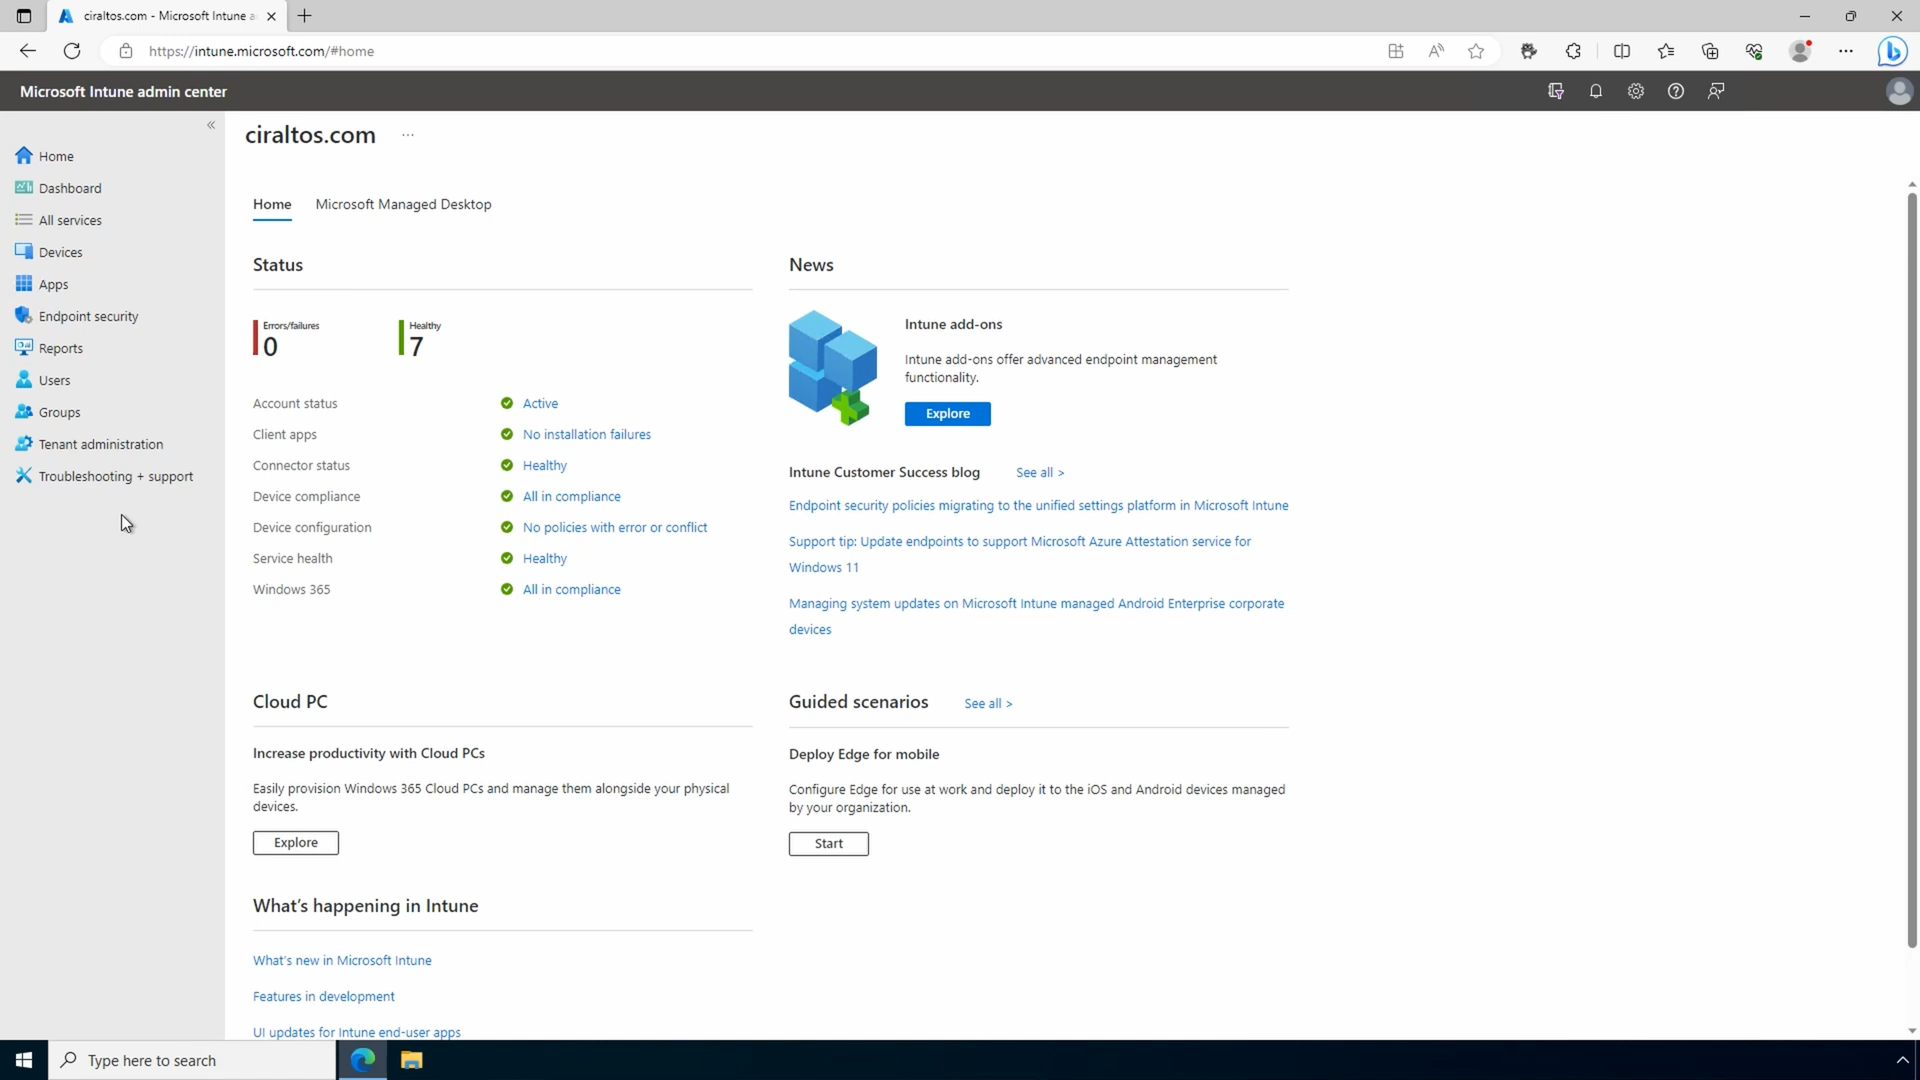 ciraltos.com - Microsoft Intune a
https://intune.microsoft.com/#home
Microsoft Intune admin center
«
Home
Dashboard
All services
Devices
Apps
Endpoint security
Reports
Users
Groups
Tenant administration
Troubleshooting + support
ciraltos.com ...
Home
Microsoft Managed Desktop
Status
Errors/failures
0
Healthy
7
Account status
Active
Client apps
No installation failures
Connector status
Healthy
Device compliance
All in compliance
Device configuration
No policies with error or conflict
Service health
Healthy
Windows 365
All in compliance
News
Intune add-ons
Intune add-ons offer advanced endpoint management
functionality.
Explore
Intune Customer Success blog
See all >
Endpoint security policies migrating to the unified settings platform in Microsoft Intune
Support tip: Update endpoints to support Microsoft Azure Attestation service for
Windows 11
Managing system updates on Microsoft Intune managed Android Enterprise corporate
devices
Cloud PC
Increase productivity with Cloud PCs
Easily provision Windows 365 Cloud PCs and manage them alongside your physical
devices.
Explore
Guided scenarios
See all >
Deploy Edge for mobile
Configure Edge for use at work and deploy it to the iOS and Android devices managed
by your organization.
Start
What's happening in Intune
What's new in Microsoft Intune
Features in development
UI updates for Intune end-user apps
Type here to search